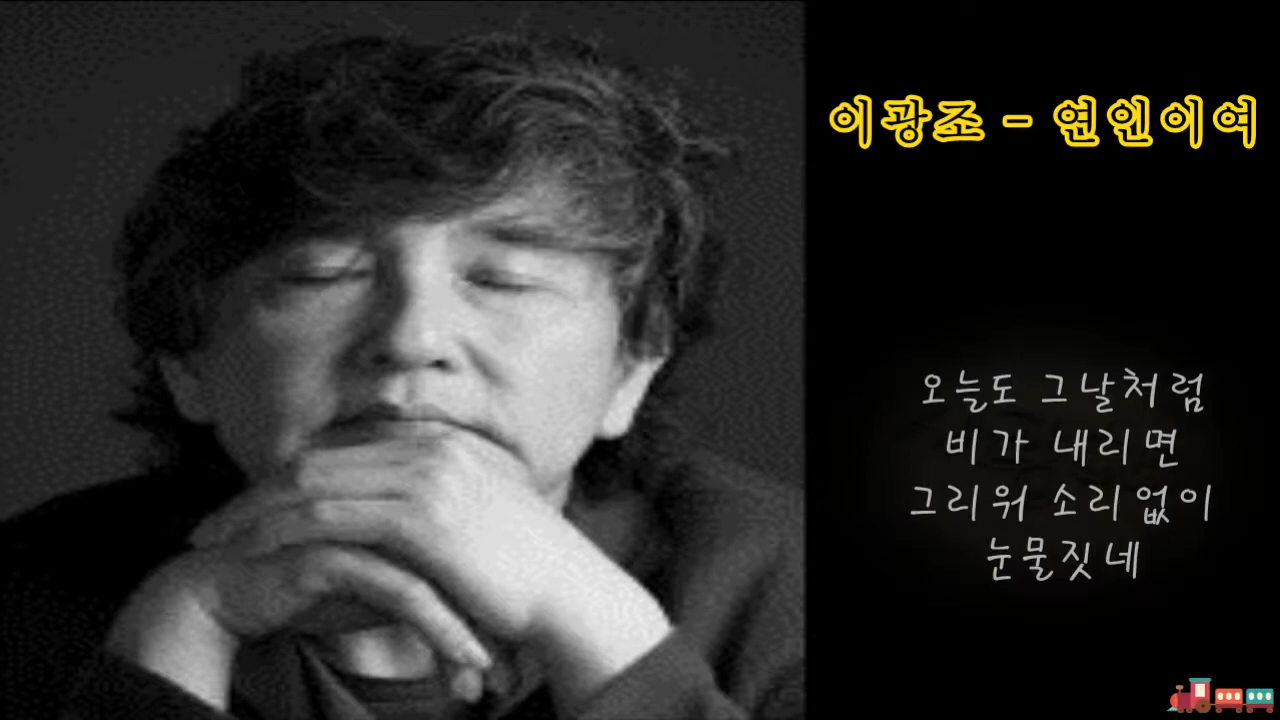 이광조 - 연인이여
오늘도 그날처럼
비가 내리면
그리워 소리없이
눈물짓네